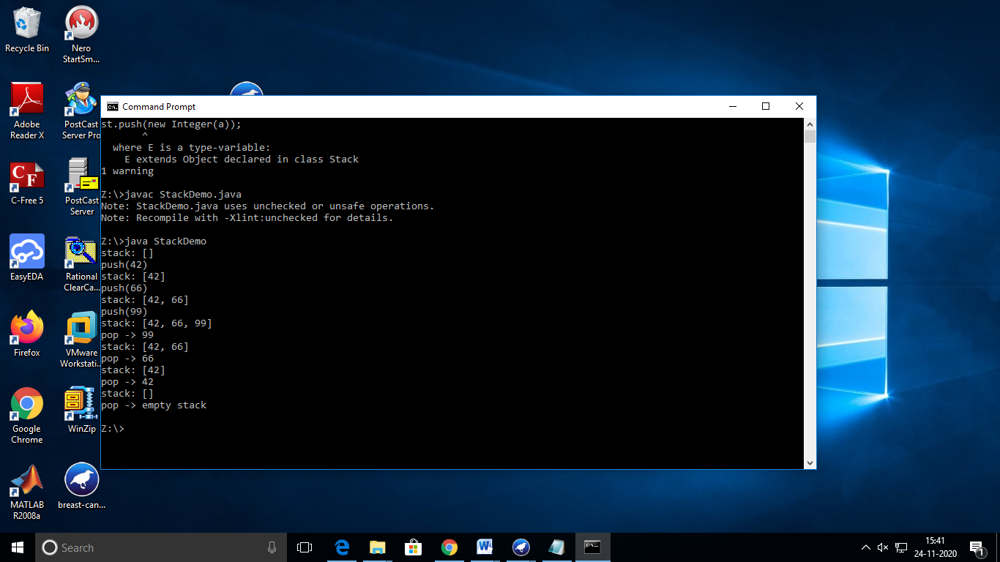 Recycle Bin
Nero
StartSm...
Adobe
Reader X
PostCast
Server Pro
C-Free 5
PostCast
Server
EasyEDA
Rational
ClearCa...
Firefox
VMware
Workstati...
Google
Chrome
WinZip
MATLAB
R2008a
breast-can...
Command Prompt
st.push(new Integer(a));
^
where E is a type-variable:
E extends Object declared in class Stack
1 warning
Z:\>javac StackDemo.java
Note: StackDemo.java uses unchecked or unsafe operations.
Note: Recompile with -Xlint:unchecked for details.
Z:\>java StackDemo
stack: []
push(42)
stack: [42]
push(66)
stack: [42, 66]
push(99)
stack: [42, 66, 99]
pop -> 99
stack: [42, 66]
pop -> 66
stack: [42]
pop -> 42
stack: []
pop -> empty stack
Z:\>
Search
15:41
24-11-2020
1